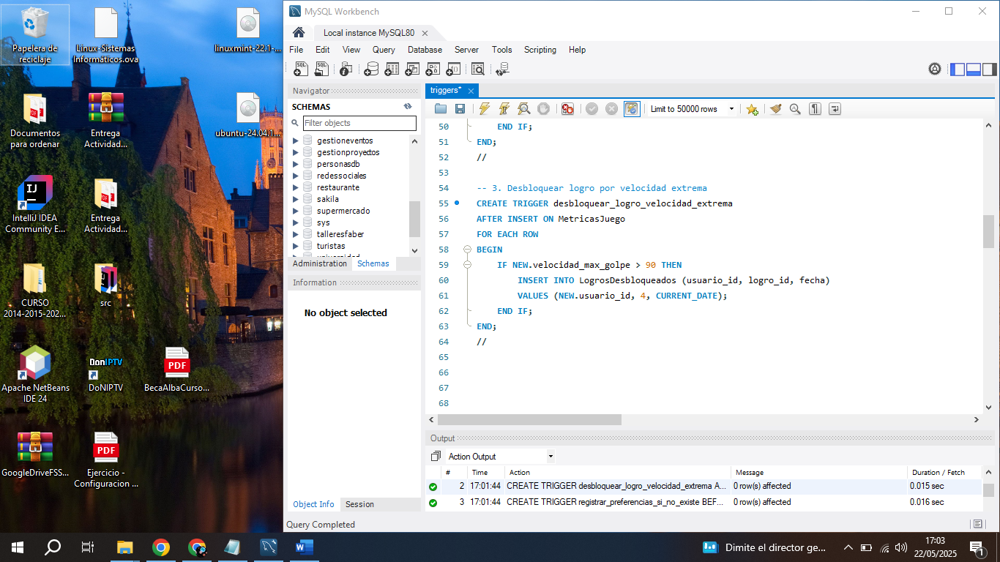 Papelera de
reciclaje
Linux-Sistemas
Informáticos.ova
linuxmint-22.1-...
Documentos
para ordenar
Entrega
Actividad...
ubuntu-24.04.1...
IJ
IntelliJ IDEA
Community E...
Entrega
Actividad...
CURSO
2014-2015-202...
src
Apache NetBeans
IDE 24
DonIPTV
DoNIPTV
PDF
BecaAlbaCurso...
GoogleDriveFSS...
PDF
Ejercicio -
Configuracion ...
MySQL Workbench
Local instance MySQL80
File Edit View Query Database Server Tools Scripting Help
Navigator
SCHEMAS
Filter objects
gestioneventos
gestionproyectos
personasdb
redessociales
restaurante
sakila
supermercado
sys
talleresfaber
turistas
Administration Schemas
Information
No object selected
Object Info Session
triggers*
Limit to 50000 rows
50 END IF;
51 END;
52 //
53
54 -- 3. Desbloquear logro por velocidad extrema
55 CREATE TRIGGER desbloquear_logro_velocidad_extrema
56 AFTER INSERT ON MetricasJuego
57 FOR EACH ROW
58 BEGIN
59 IF NEW.velocidad_max_golpe > 90 THEN
60 INSERT INTO LogrosDesbloqueados (usuario_id, logro_id, fecha)
61 VALUES (NEW.usuario_id, 4, CURRENT_DATE);
62 END IF;
63 END;
64 //
65
66
67
68
Output
Action Output
# Time Action Message Duration / Fetch
2 17:01:44 CREATE TRIGGER desbloquear_logro_velocidad_extrema A... 0 row(s) affected 0.015 sec
3 17:01:44 CREATE TRIGGER registrar_preferencias_si_no_existe BEF... 0 row(s) affected 0.016 sec
Query Completed
Dimite el director ge...
17:03
22/05/2025
1